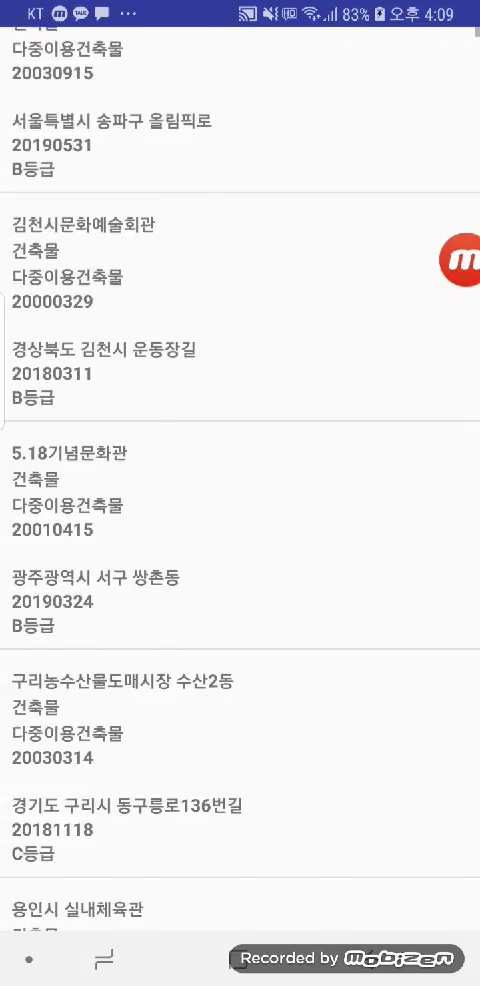 KT TALK ... 83% 오후 4:09
다중이용건축물
20030915
서울특별시 송파구 올림픽로
20190531
B등급
김천시문화예술회관
건축물
다중이용건축물
20000329
경상북도 김천시 운동장길
20180311
B등급
5.18기념문화관
건축물
다중이용건축물
20010415
광주광역시 서구 쌍촌동
20190324
B등급
구리농수산물도매시장 수산2동
건축물
다중이용건축물
20030314
경기도 구리시 동구릉로136번길
20181118
C등급
용인시 실내체육관
Recorded by mobizen